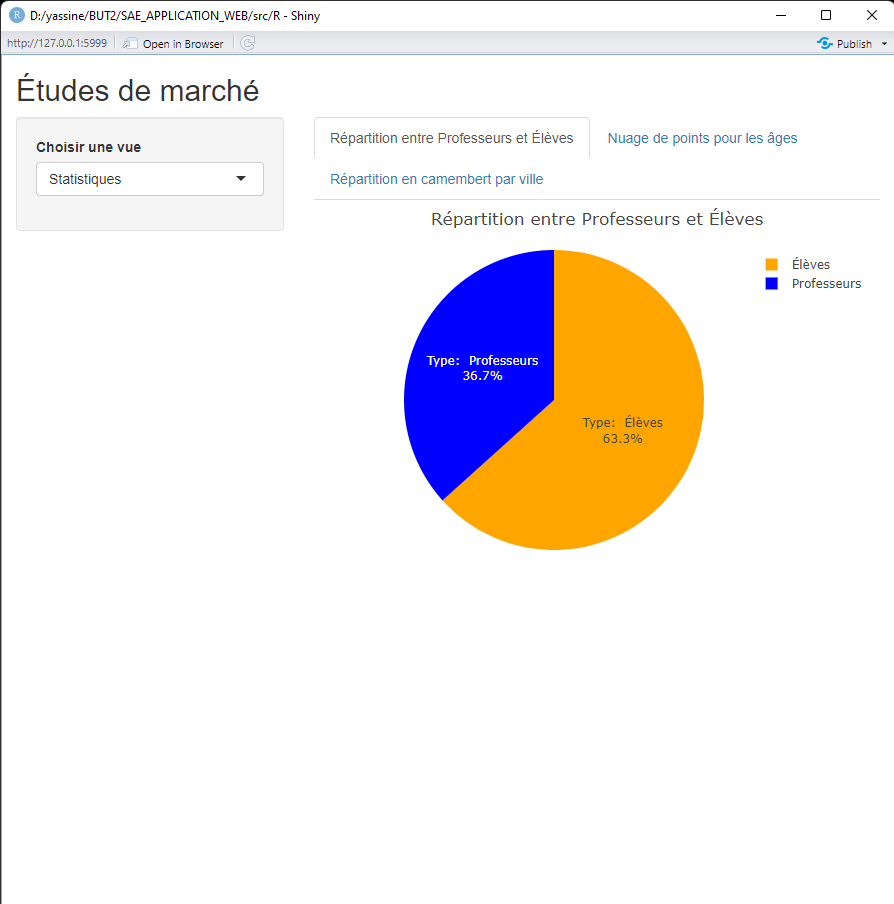 D:/yassine/BUT2/SAE_APPLICATION_WEB/src/R - Shiny
http://127.0.0.1:5999 Open in Browser Publish
Études de marché
Choisir une vue
Statistiques
Répartition entre Professeurs et Élèves Nuage de points pour les âges
Répartition en camembert par ville
Répartition entre Professeurs et Élèves
Élèves
Professeurs
Type: Professeurs
36.7%
Type: Élèves
63.3%